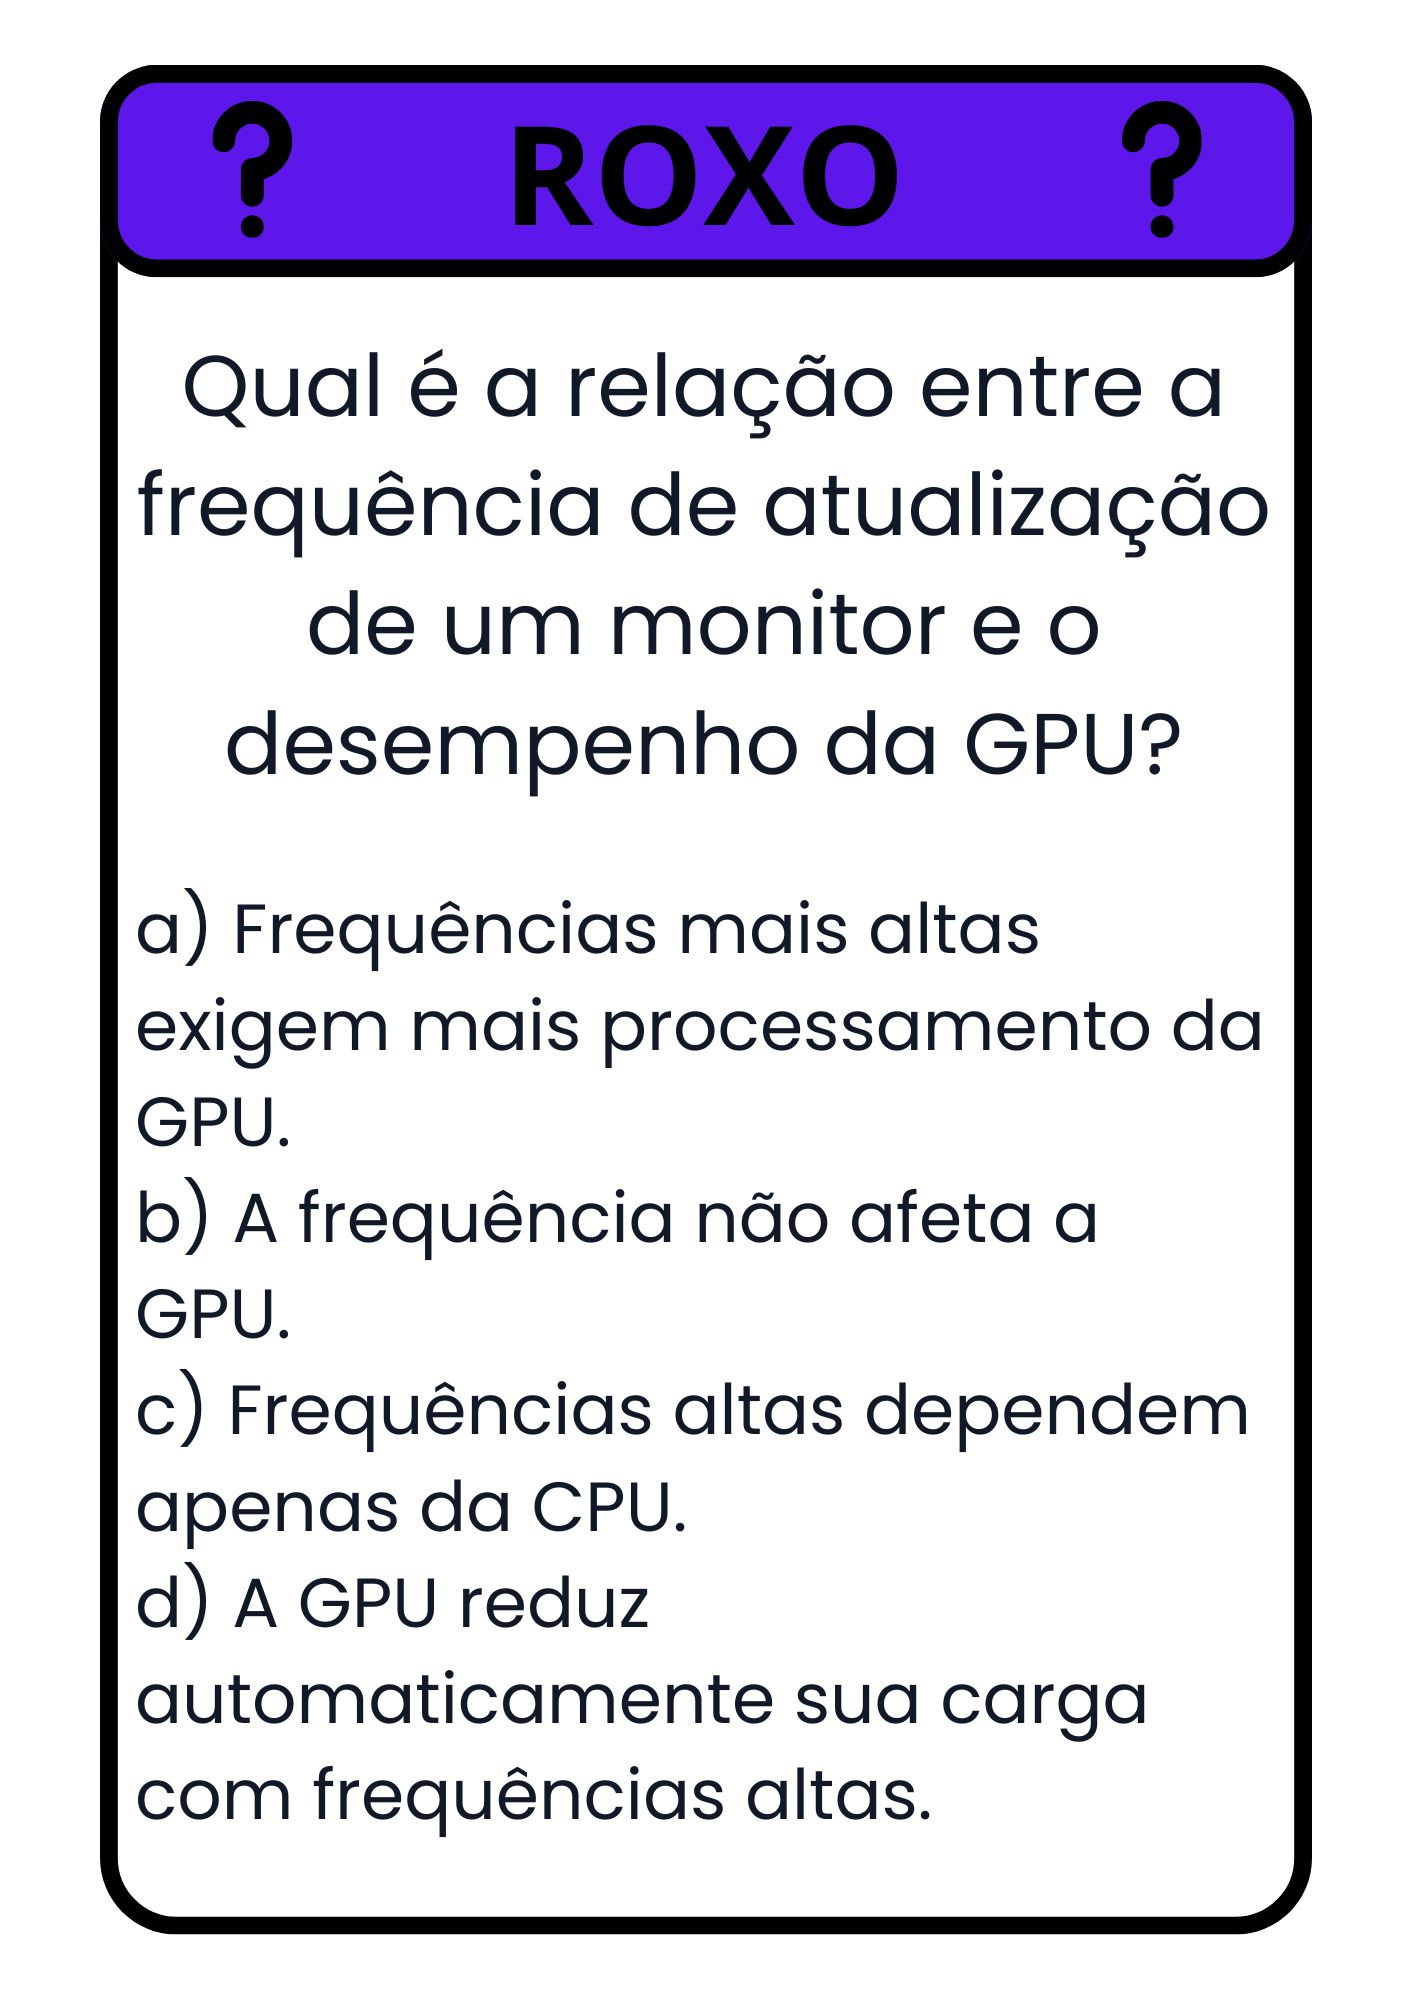 ? ROXO ?
Qual é a relação entre a
frequência de atualização
de um monitor e o
desempenho da GPU?
a) Frequências mais altas
exigem mais processamento da
GPU.
b) A frequência não afeta a
GPU.
c) Frequências altas dependem
apenas da CPU.
d) A GPU reduz
automaticamente sua carga
com frequências altas.